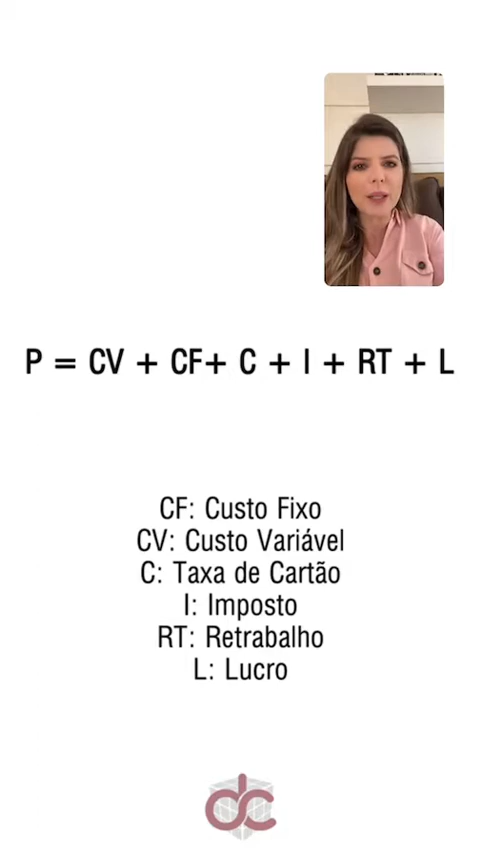 P = CV + CF+ C + I + RT + L
CF: Custo Fixo
CV: Custo Variável
C: Taxa de Cartão
I: Imposto
RT: Retrabalho
L: Lucro
dc